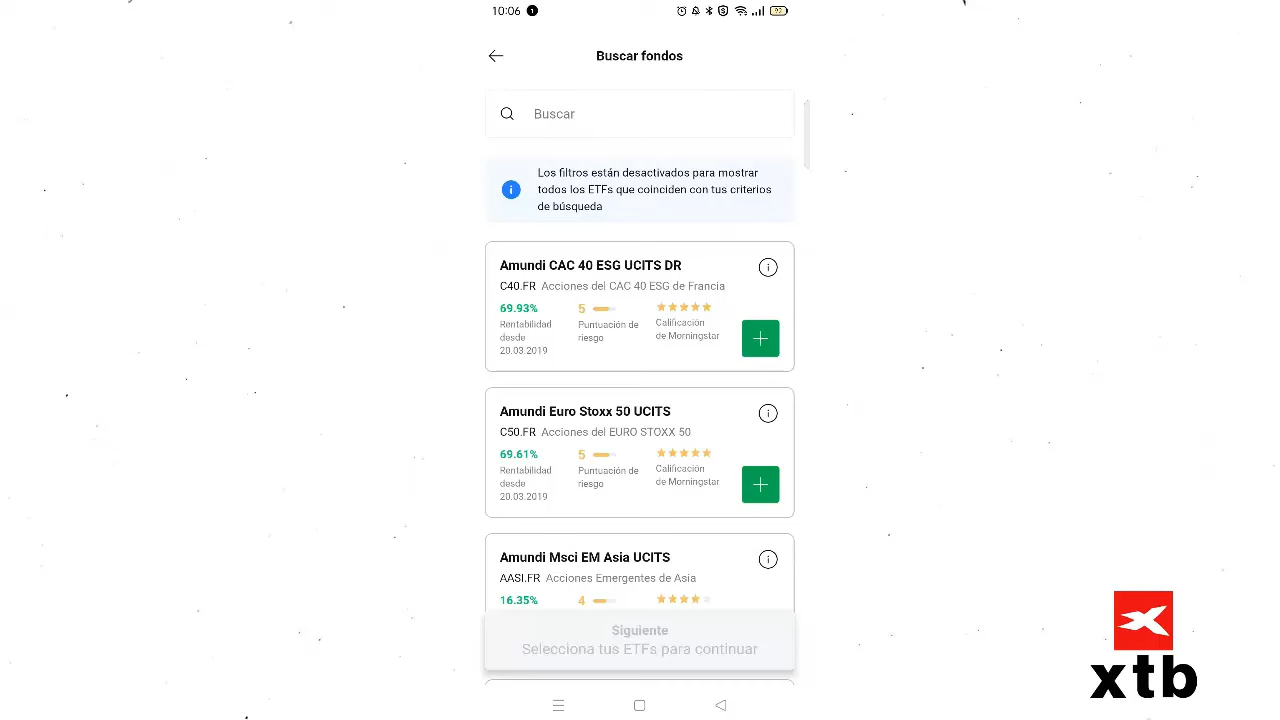 10:06
1
92
Buscar fondos
Buscar
Los filtros están desactivados para mostrar
todos los ETFs que coinciden con tus criterios
de búsqueda
Amundi CAC 40 ESG UCITS DR
C40.FR Acciones del CAC 40 ESG de Francia
69.93%
Rentabilidad
desde
20.03.2019
5
Puntuación de
riesgo
Calificación
de Morningstar
Amundi Euro Stoxx 50 UCITS
C50.FR Acciones del EURO STOXX 50
69.61%
Rentabilidad
desde
20.03.2019
5
Puntuación de
riesgo
Calificación
de Morningstar
Amundi Msci EM Asia UCITS
AASI.FR Acciones Emergentes de Asia
16.35%
4
Siguiente
Selecciona tus ETFs para continuar
xtb